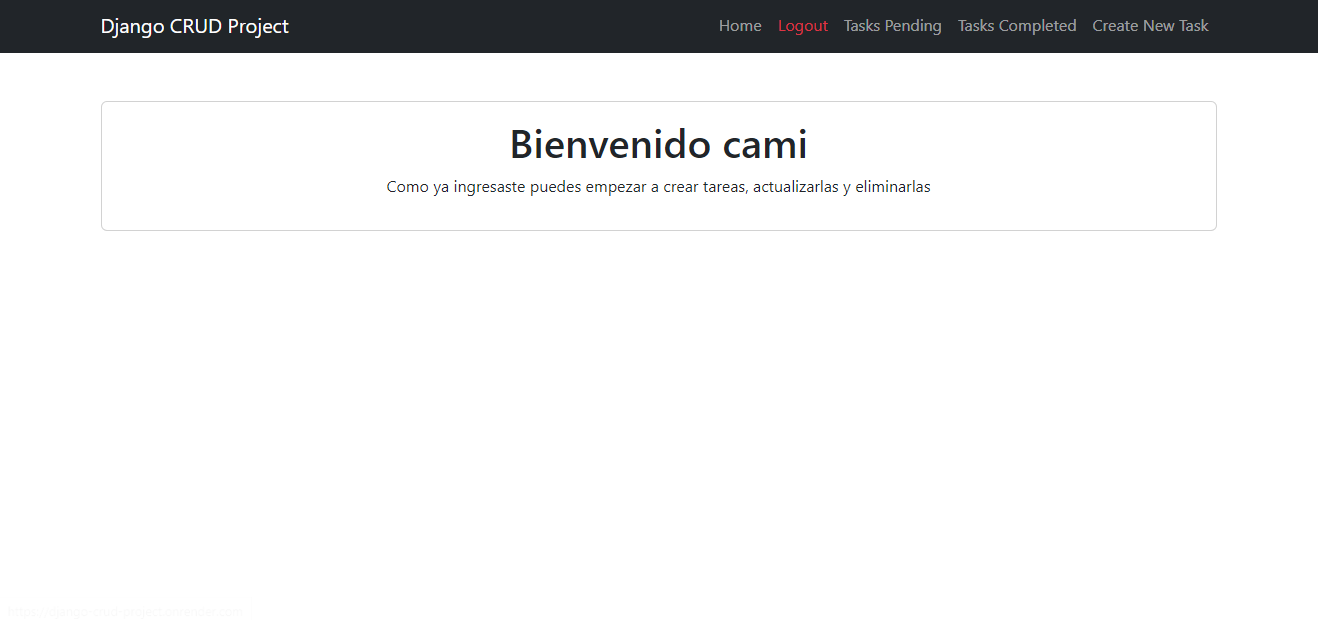 Django CRUD Project
Home Logout Tasks Pending Tasks Completed Create New Task
Bienvenido cami
Como ya ingresaste puedes empezar a crear tareas, actualizarlas y eliminarlas